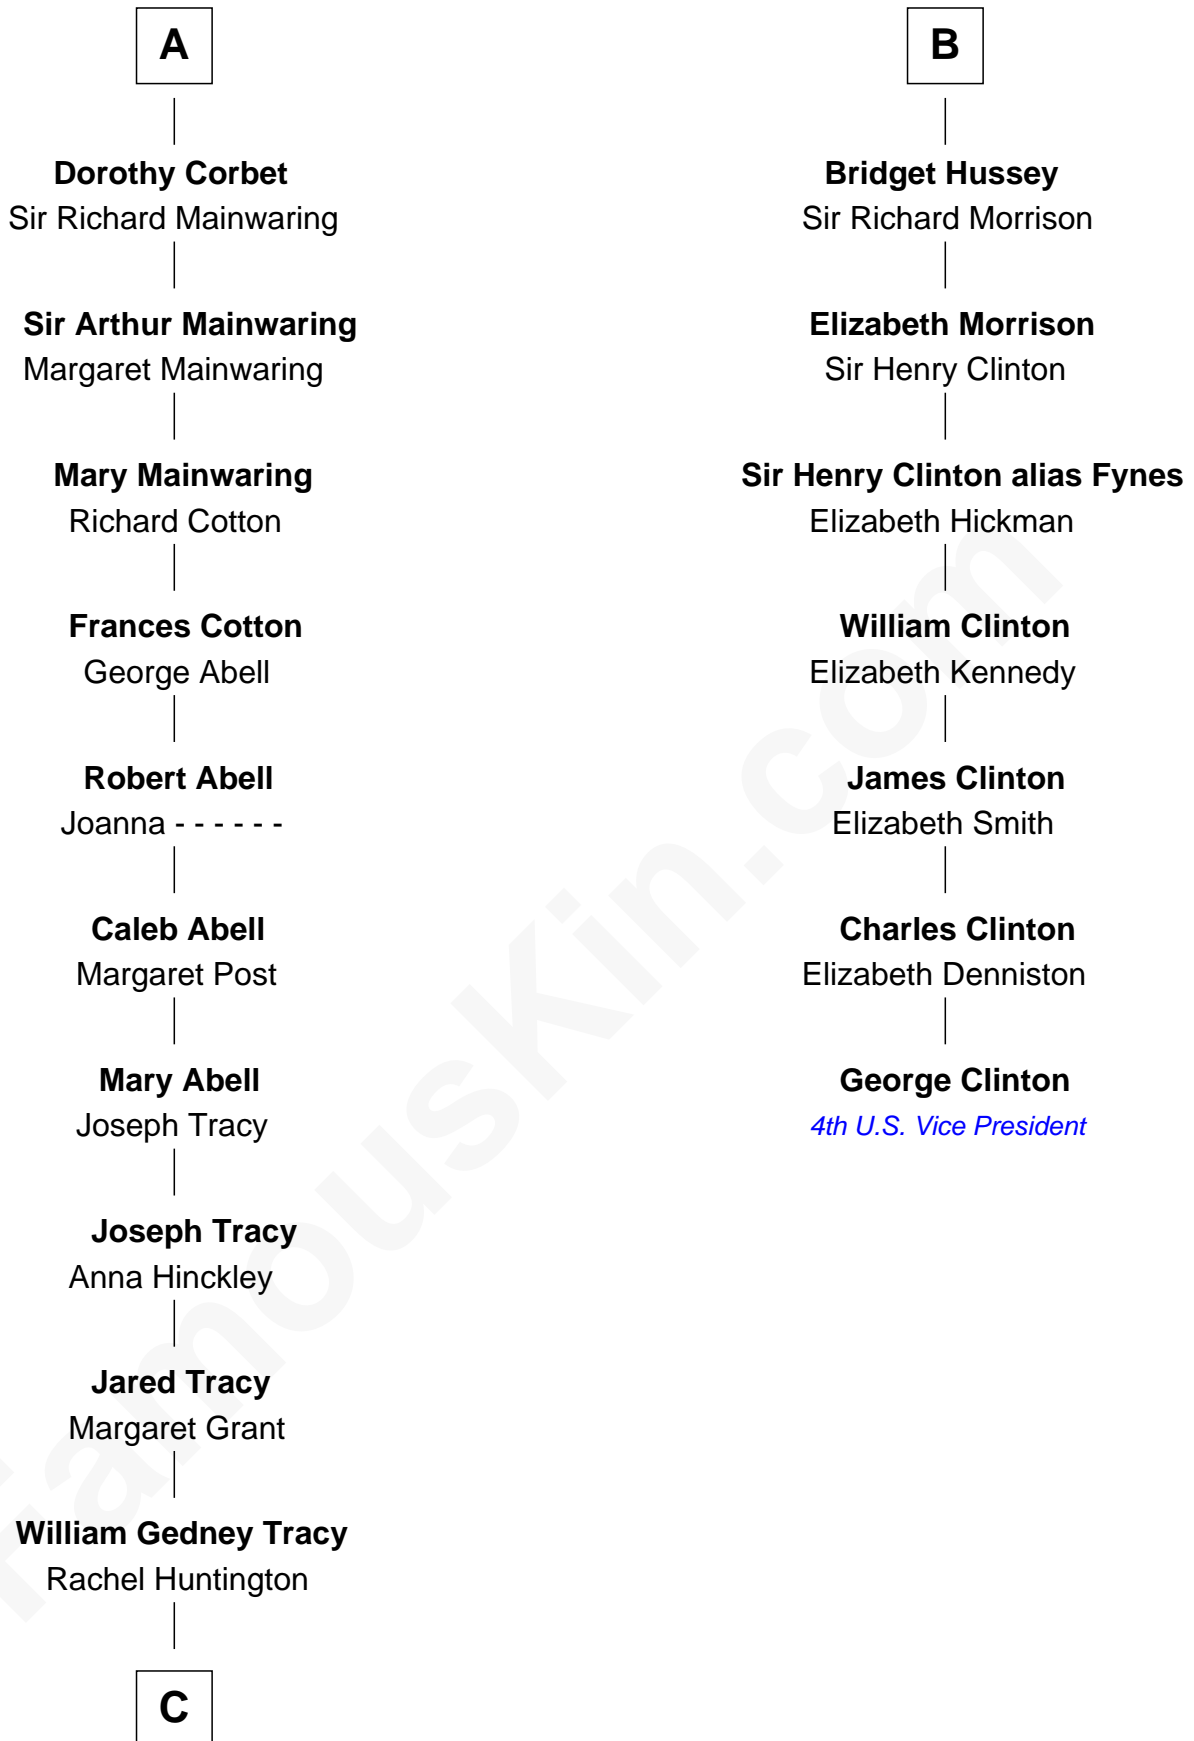 A
Dorothy Corbet
Sir Richard Mainwaring
Sir Arthur Mainwaring
Margaret Mainwaring
Mary Mainwaring
Richard Cotton
Frances Cotton
George Abell
Robert Abell
Joanna - - - - - -
Caleb Abell
Margaret Post
Mary Abell
Joseph Tracy
Joseph Tracy
Anna Hinckley
Jared Tracy
Margaret Grant
William Gedney Tracy
Rachel Huntington
C
B
Bridget Hussey
Sir Richard Morrison
Elizabeth Morrison
Sir Henry Clinton
Sir Henry Clinton alias Fynes
Elizabeth Hickman
William Clinton
Elizabeth Kennedy
James Clinton
Elizabeth Smith
Charles Clinton
Elizabeth Denniston
George Clinton
4th U.S. Vice President
FamousKin.com